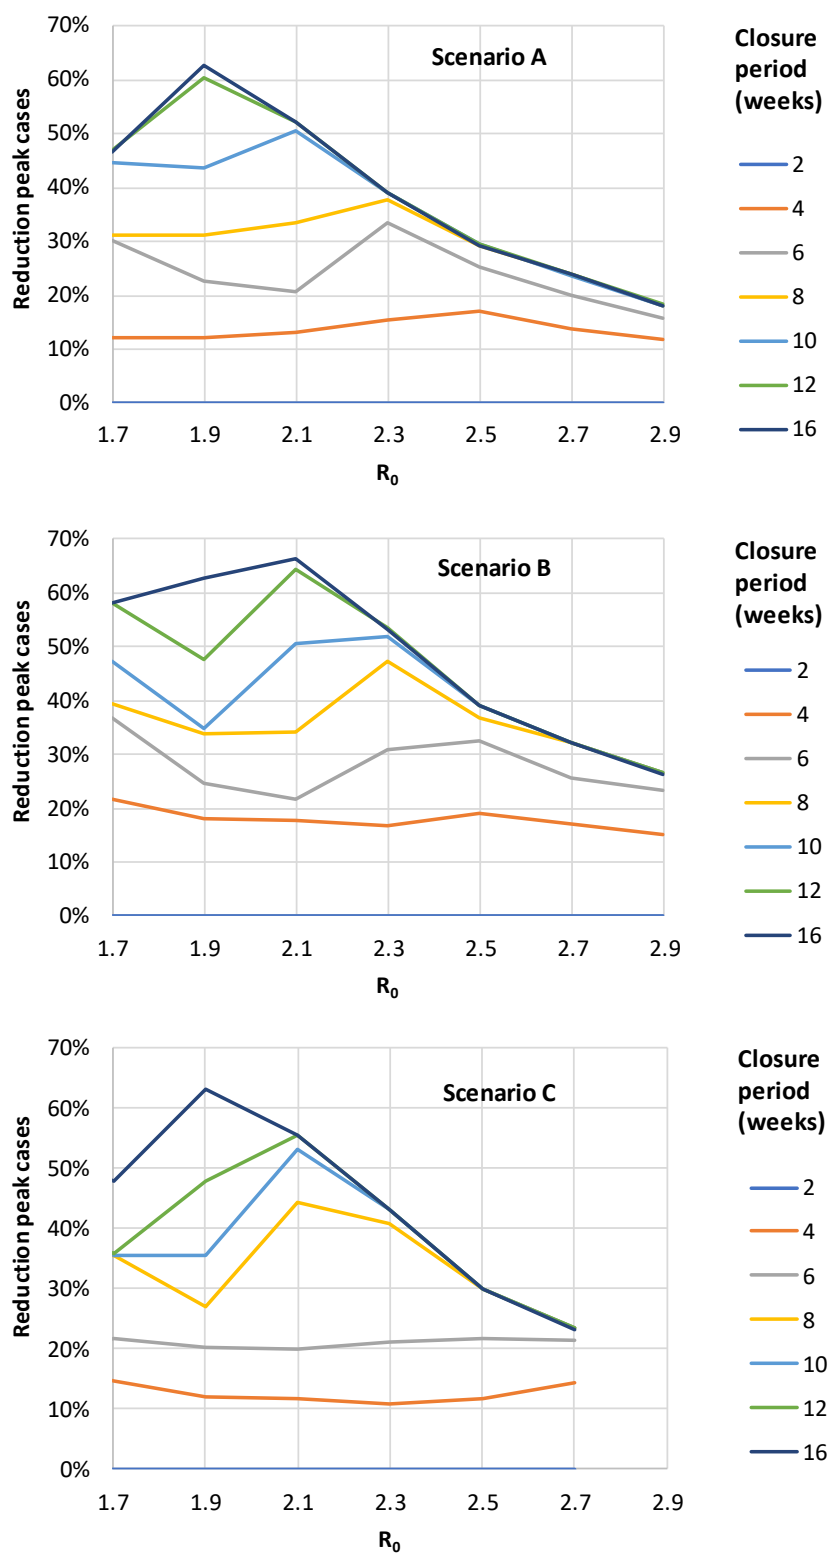 Scenario A
Reduction peak cases
70%
60%
50%
40%
30%
20%
10%
0%
1.7 1.9 2.1 2.3 2.5 2.7 2.9
R₀
Closure
period
(weeks)
2
4
6
8
10
12
16
Scenario B
Reduction peak cases
70%
60%
50%
40%
30%
20%
10%
0%
1.7 1.9 2.1 2.3 2.5 2.7 2.9
R₀
Closure
period
(weeks)
2
4
6
8
10
12
16
Scenario C
Reduction peak cases
70%
60%
50%
40%
30%
20%
10%
0%
1.7 1.9 2.1 2.3 2.5 2.7 2.9
R₀
Closure
period
(weeks)
2
4
6
8
10
12
16